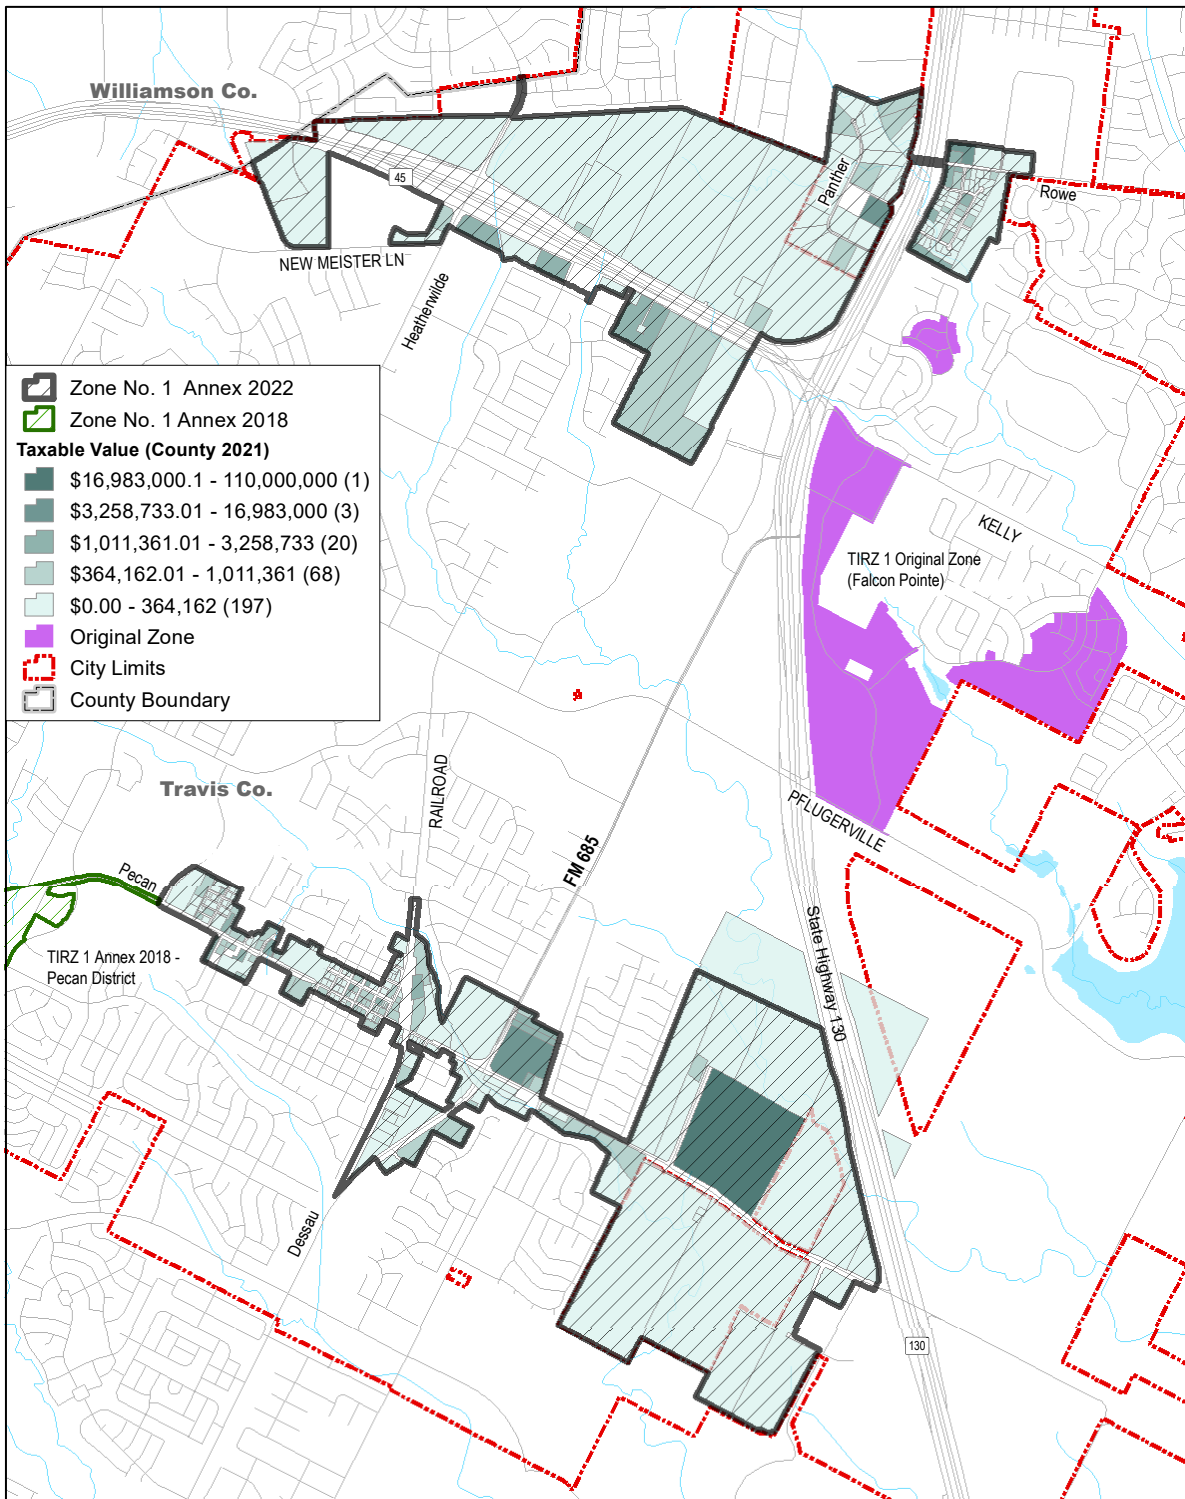 Williamson Co.
45
Panther
Rowe
NEW MEISTER LN
Heatherwilde
Zone No. 1 Annex 2022
Zone No. 1 Annex 2018
Taxable Value (County 2021)
$16,983,000.1 - 110,000,000 (1)
$3,258,733.01 - 16,983,000 (3)
$1,011,361.01 - 3,258,733 (20)
$364,162.01 - 1,011,361 (68)
$0.00 - 364,162 (197)
Original Zone
City Limits
County Boundary
KELLY
TIRZ 1 Original Zone
(Falcon Pointe)
Travis Co.
RAILROAD
PFLUGERVILLE
FM 685
Pecan
State Highway 130
TIRZ 1 Annex 2018 -
Pecan District
Dessau
130